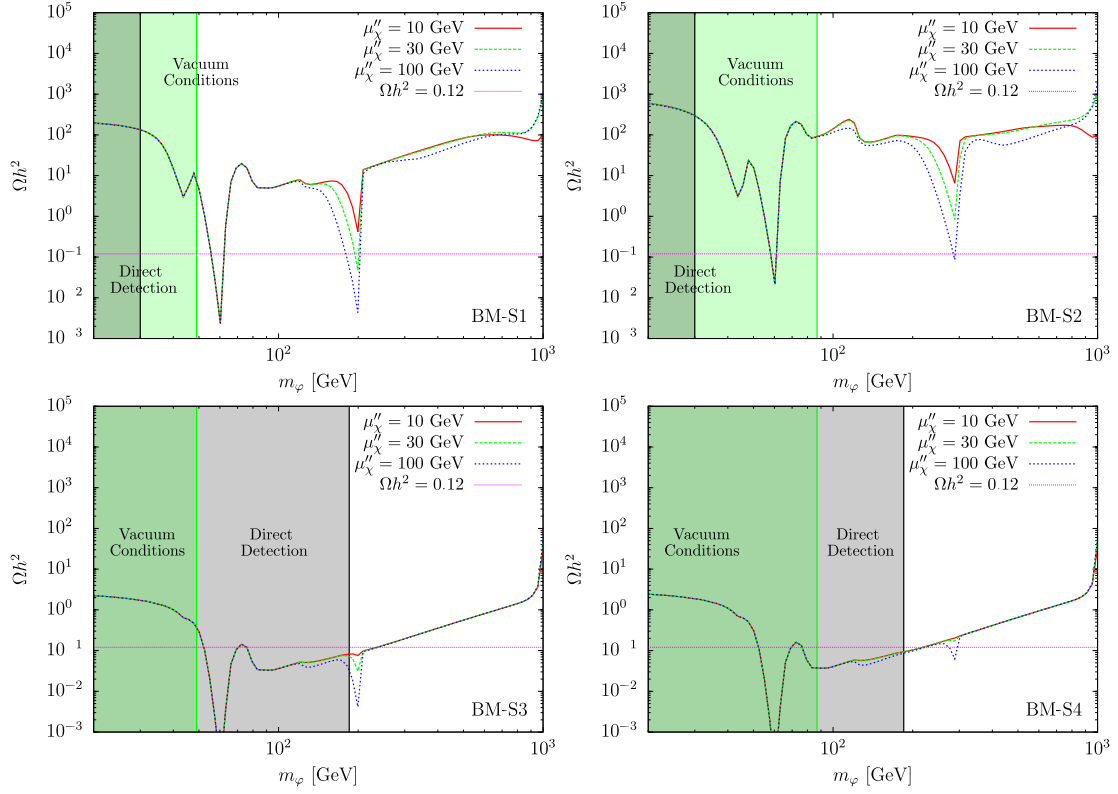 10^5
10^4
10^3
10^2
10^1
10^0
10^-1
10^-2
10^-3
Ωh^2
μ''_χ = 10 GeV
μ''_χ = 30 GeV
μ''_χ = 100 GeV
Ωh^2 = 0.12
Vacuum
Conditions
Direct
Detection
BM-S1
10^2
10^3
m_φ [GeV]
10^5
10^4
10^3
10^2
10^1
10^0
10^-1
10^-2
10^-3
Ωh^2
μ''_χ = 10 GeV
μ''_χ = 30 GeV
μ''_χ = 100 GeV
Ωh^2 = 0.12
Vacuum
Conditions
Direct
Detection
BM-S2
10^2
10^3
m_φ [GeV]
10^5
10^4
10^3
10^2
10^1
10^0
10^-1
10^-2
10^-3
Ωh^2
μ''_χ = 10 GeV
μ''_χ = 30 GeV
μ''_χ = 100 GeV
Ωh^2 = 0.12
Vacuum
Conditions
Direct
Detection
BM-S3
10^2
10^3
m_φ [GeV]
10^5
10^4
10^3
10^2
10^1
10^0
10^-1
10^-2
10^-3
Ωh^2
μ''_χ = 10 GeV
μ''_χ = 30 GeV
μ''_χ = 100 GeV
Ωh^2 = 0.12
Vacuum
Conditions
Direct
Detection
BM-S4
10^2
10^3
m_φ [GeV]